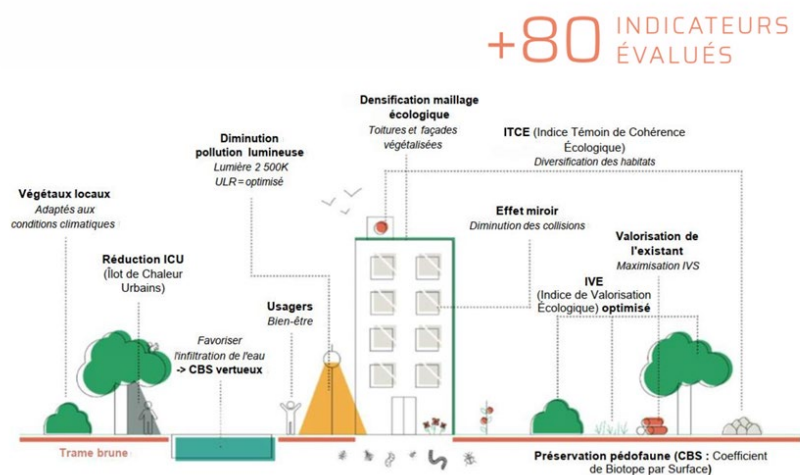 +80 INDICATEURS
ÉVALUÉS
Densification maillage
écologique
Toitures et façades
végétalisées
Diminution
pollution lumineuse
Lumière 2 500K
ULR = optimisé
ITCE (Indice Témoin de Cohérence
Écologique)
Diversification des habitats
Végétaux locaux
Adaptés aux
conditions climatiques
Effet miroir
Diminution des collisions
Valorisation de
l'existant
Maximisation IVS
Réduction ICU
(Îlot de Chaleur
Urbains)
IVE
(Indice de Valorisation
Écologique) optimisé
Usagers
Bien-être
Favoriser
l'infiltration de l'eau
-> CBS vertueux
Trame brune
Préservation pédofaune (CBS : Coefficient
de Biotope par Surface)